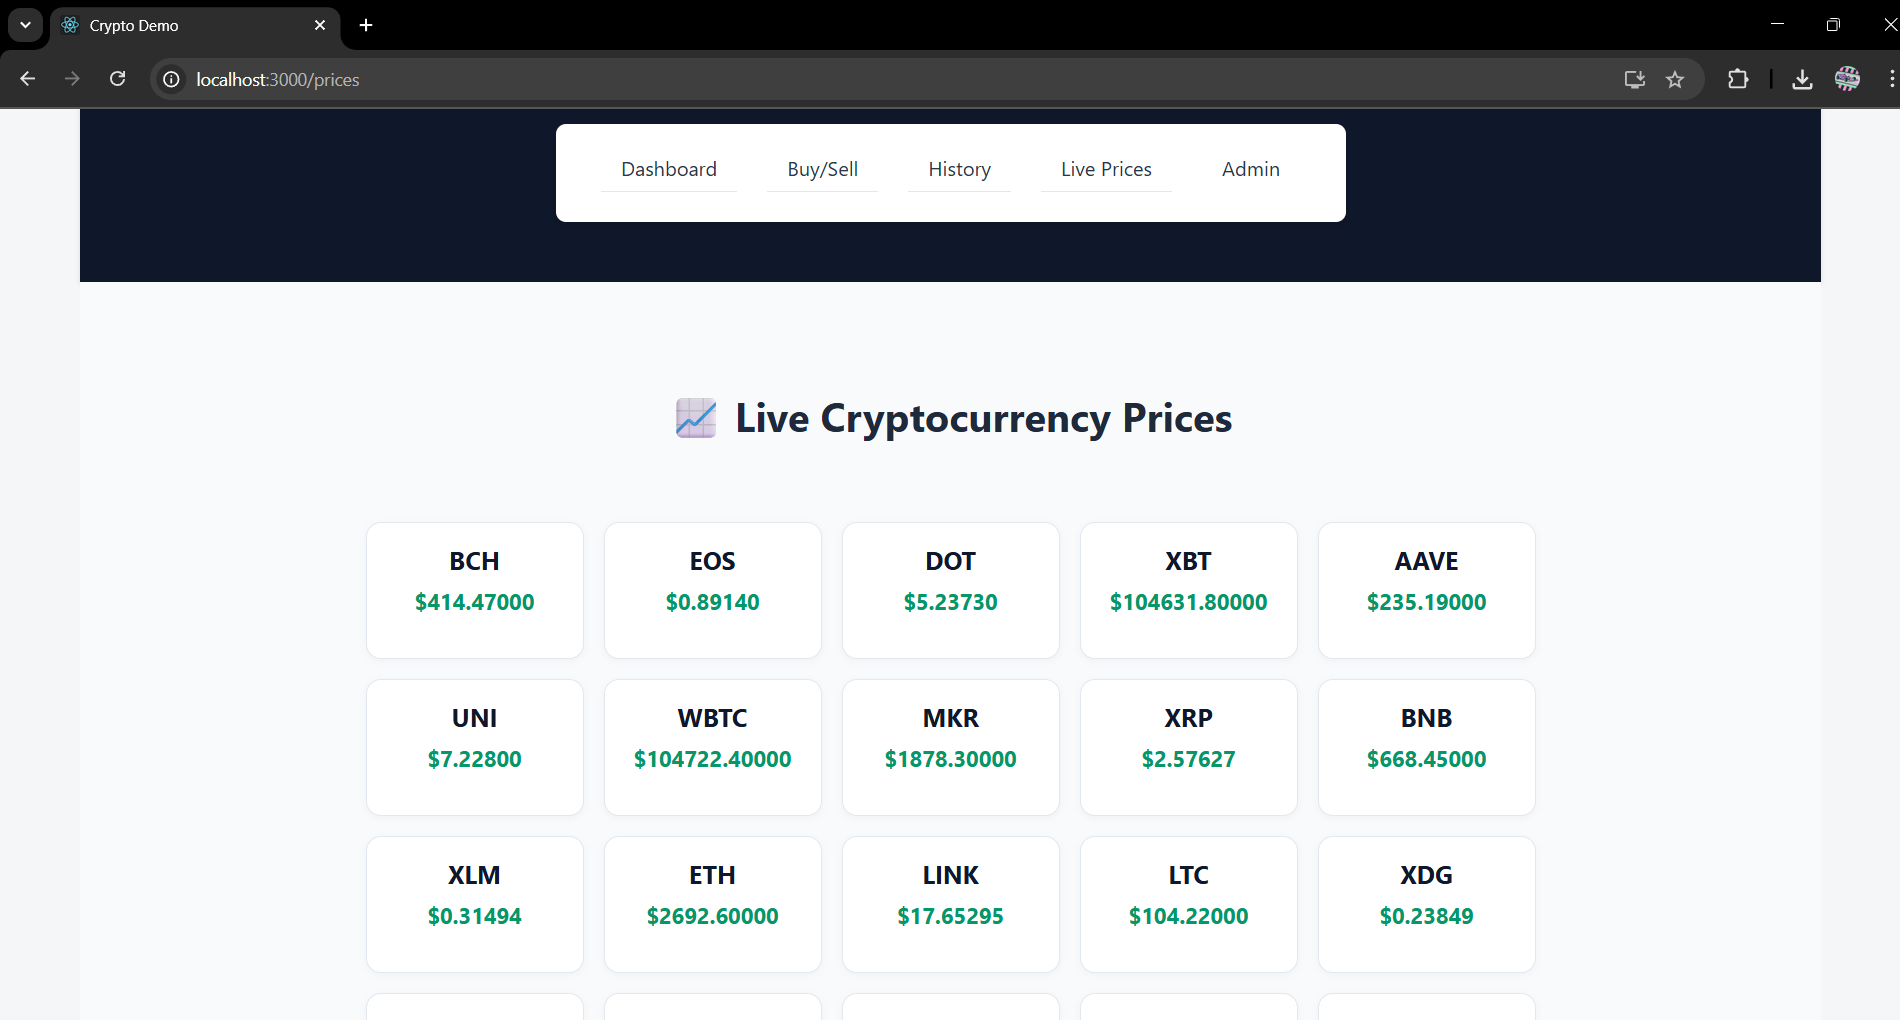 Crypto Demo
localhost:3000/prices
Dashboard Buy/Sell History Live Prices Admin
Live Cryptocurrency Prices
BCH EOS DOT XBT AAVE
$414.47000 $0.89140 $5.23730 $104631.80000 $235.19000
UNI WBTC MKR XRP BNB
$7.22800 $104722.40000 $1878.30000 $2.57627 $668.45000
XLM ETH LINK LTC XDG
$0.31494 $2692.60000 $17.65295 $104.22000 $0.23849